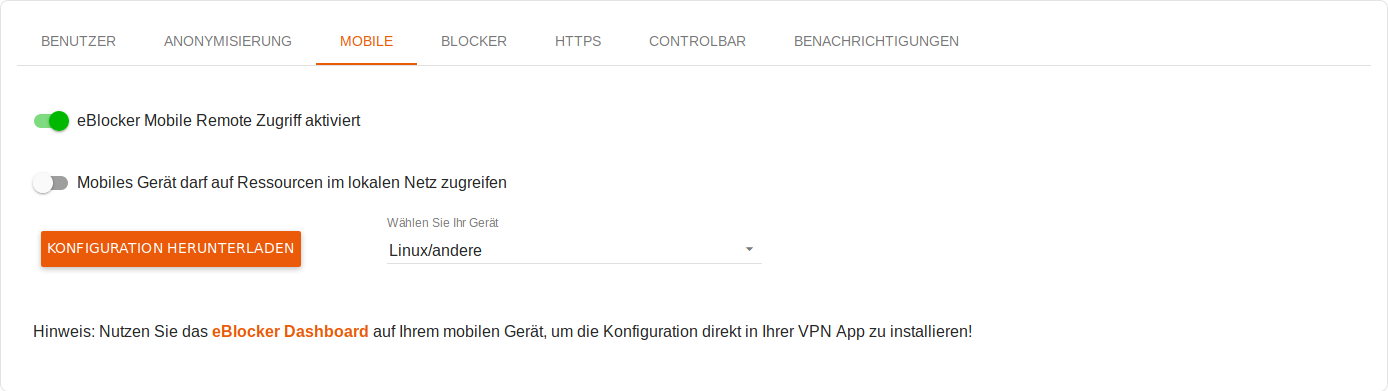 BENUTZER ANONYMISIERUNG MOBILE BLOCKER HTTPS CONTROLBAR BENACHRICHTIGUNGEN
eBlocker Mobile Remote Zugriff aktiviert
Mobiles Gerät darf auf Ressourcen im lokalen Netz zugreifen
Wählen Sie Ihr Gerät
KONFIGURATION HERUNTERLADEN
Linux/andere
Hinweis: Nutzen Sie das eBlocker Dashboard auf Ihrem mobilen Gerät, um die Konfiguration direkt in Ihrer VPN App zu installieren!